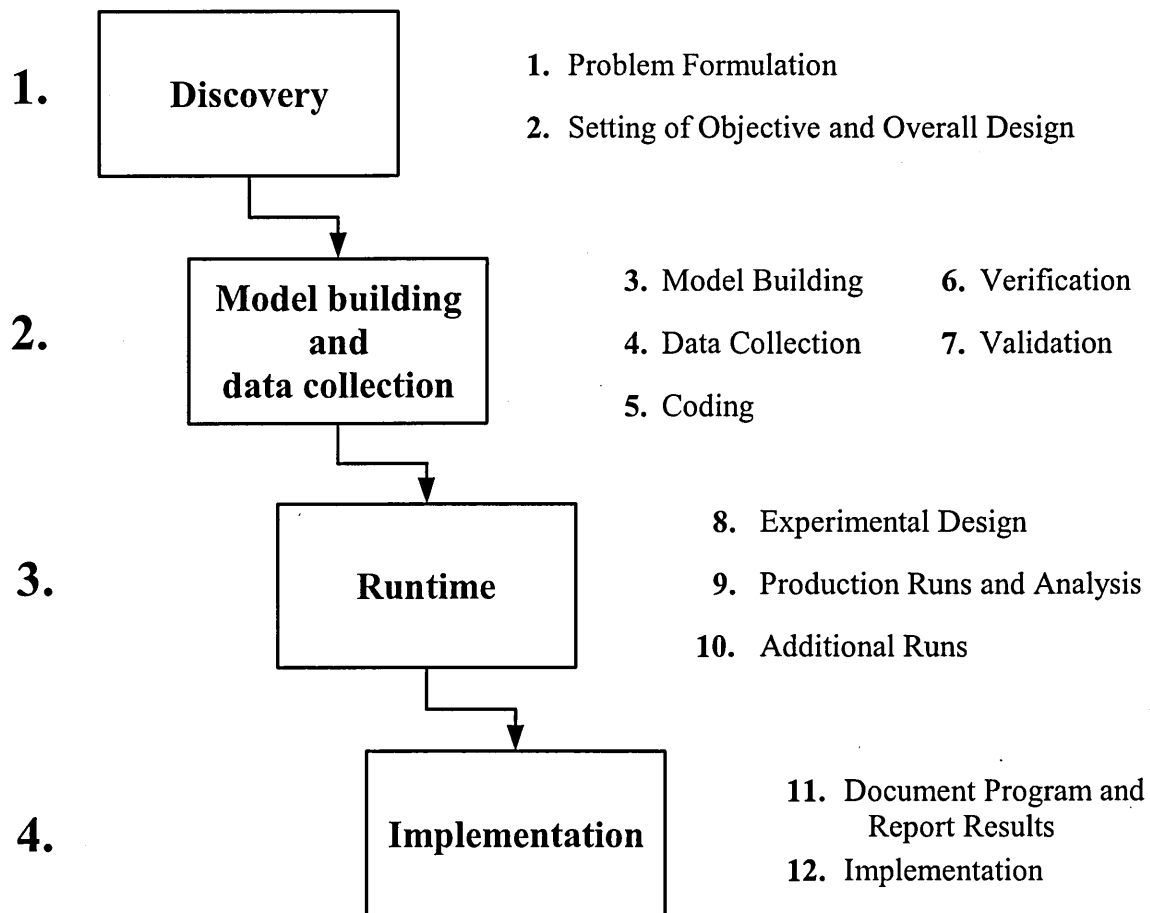 1.
Discovery
1. Problem Formulation
2. Setting of Objective and Overall Design
2.
Model building
and
data collection
3. Model Building
4. Data Collection
5. Coding
6. Verification
7. Validation
3.
Runtime
8. Experimental Design
9. Production Runs and Analysis
10. Additional Runs
4.
Implementation
11. Document Program and
Report Results
12. Implementation